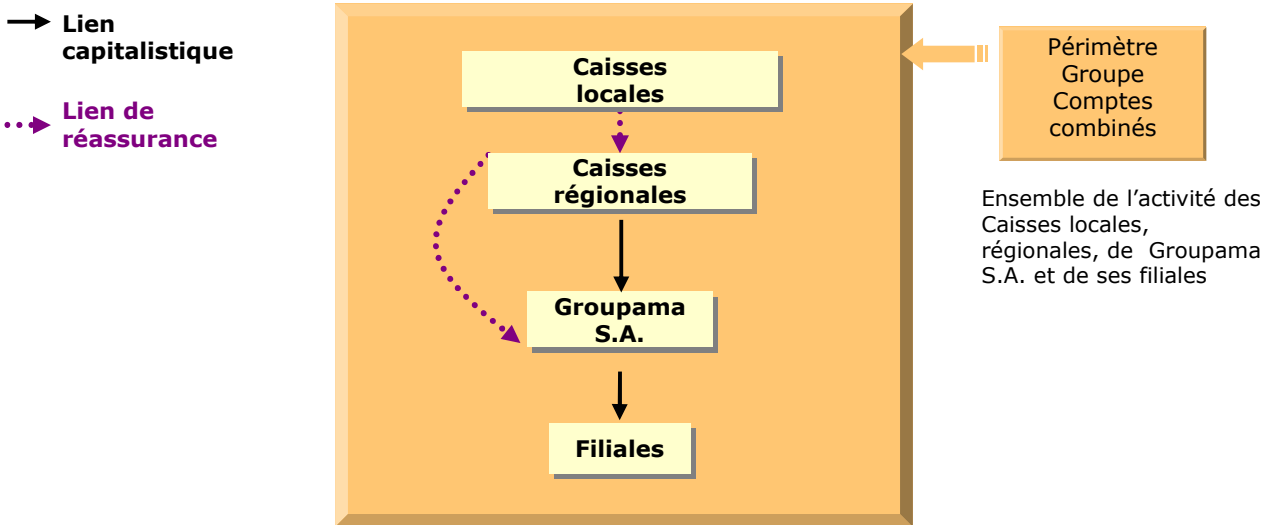 Lien
capitalistique
Lien de
réassurance
Caisses
locales
Caisses
régionales
Groupama
S.A.
Filiales
Périmètre
Groupe
Comptes
combinés
Ensemble de l’activité des
Caisses locales,
régionales, de Groupama
S.A. et de ses filiales